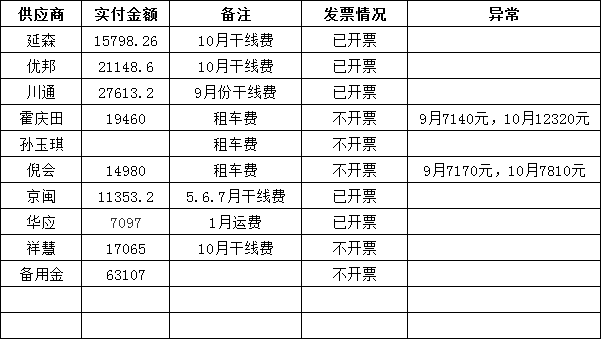 供应商 实付金额 备注 发票情况 异常
延森 15798.26 10月干线费 已开票
优邦 21148.6 10月干线费 已开票
川通 27613.2 9月份干线费 已开票
霍庆田 19460 租车费 不开票 9月7140元，10月12320元
孙玉琪 租车费 不开票
倪会 14980 租车费 不开票 9月7170元，10月7810元
京闽 11353.2 5.6.7月干线费 已开票
华应 7097 1月运费 已开票
祥慧 17065 10月干线费 不开票
备用金 63107 不开票